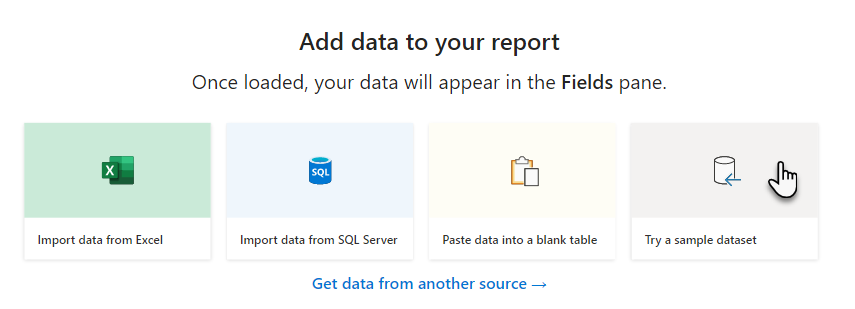 Add data to your report
Once loaded, your data will appear in the Fields pane.
X
SQL
Import data from Excel
Import data from SQL Server
Paste data into a blank table
Try a sample dataset
Get data from another source →